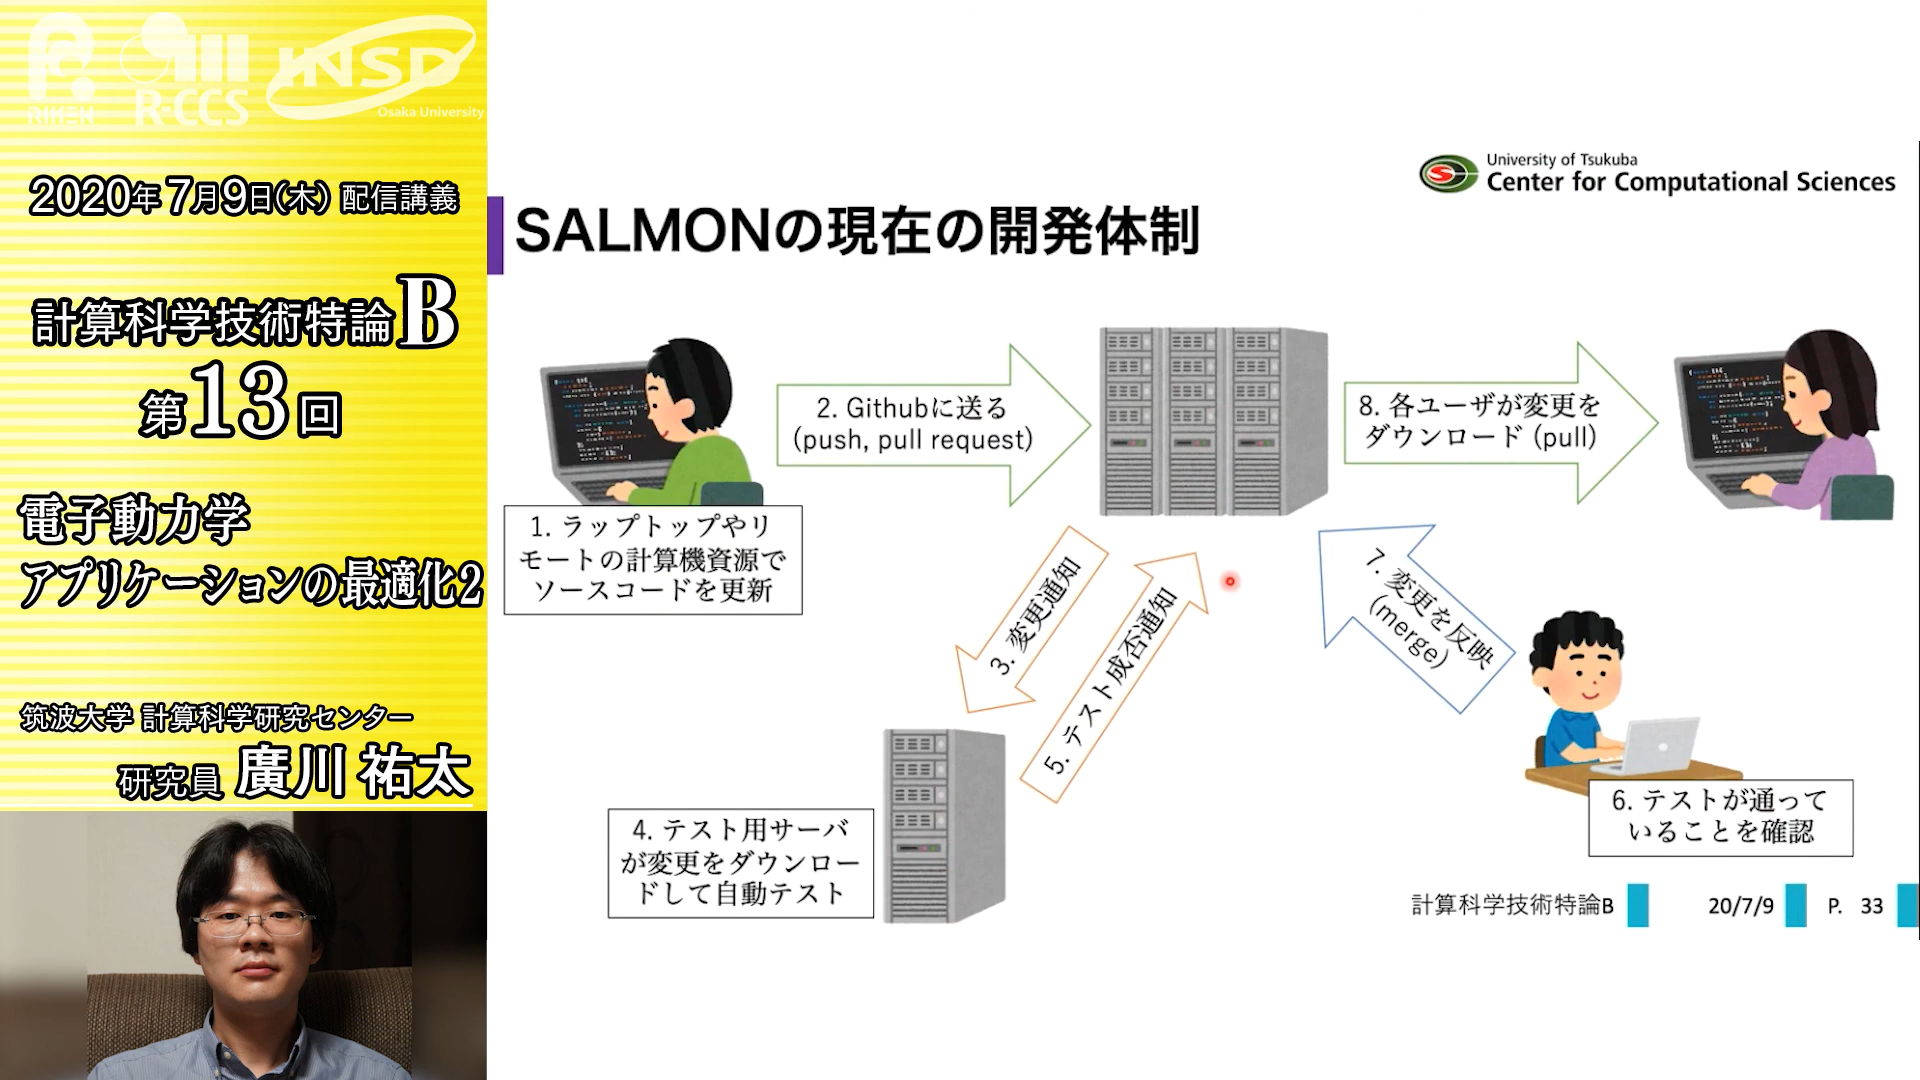 RIKEN
R-CCS
INSD
Osaka University
2020年7月9日(木) 配信講義
計算科学技術特論B
第13回
電子動力学
アプリケーションの最適化2
筑波大学 計算科学研究センター
研究員 廣川 祐太
University of Tsukuba
Center for Computational Sciences
SALMONの現在の開発体制
1. ラップトップやリ
モートの計算機資源で
ソースコードを更新
2. Githubに送る
(push, pull request)
3. 変更通知
4. テスト用サーバ
が変更をダウンロー
ドして自動テスト
5. テスト成否通知
6. テストが通って
いることを確認
7. 変更を反映
(merge)
8. 各ユーザが変更を
ダウンロード (pull)
計算科学技術特論B
20/7/9
P. 33